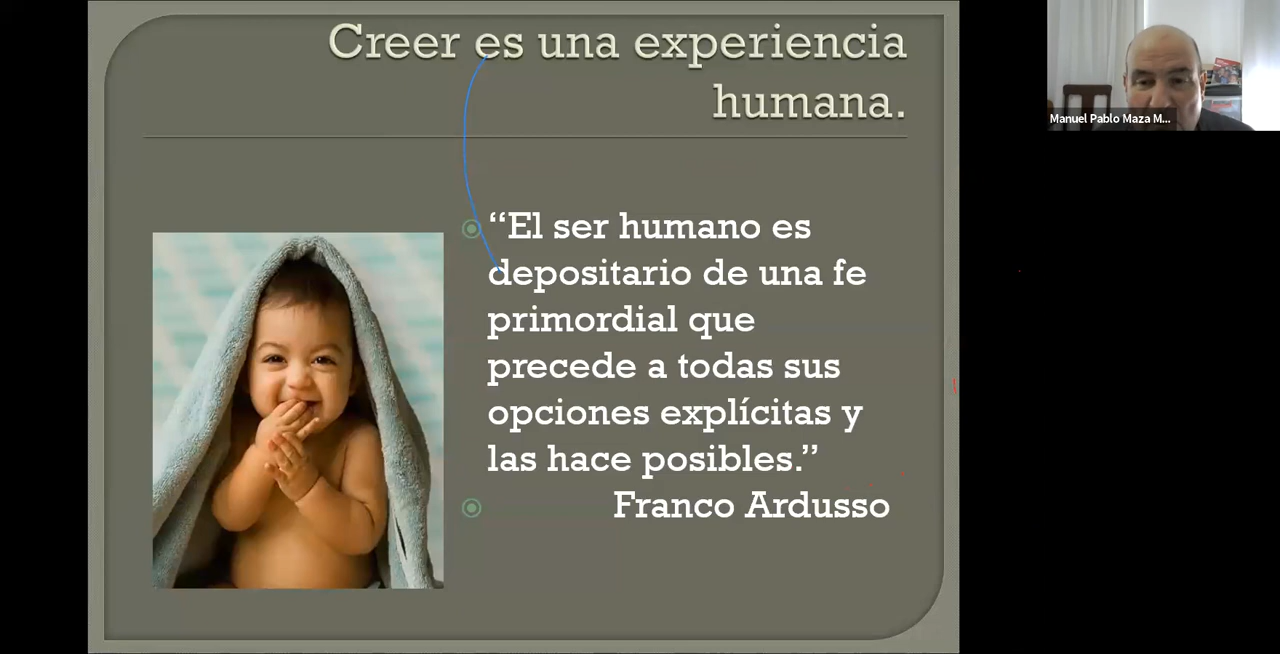 Creer es una experiencia
humana.
“El ser humano es
depositario de una fe
primordial que
precede a todas sus
opciones explícitas y
las hace posibles.”
Franco Ardusso
Manuel Pablo Maza M...